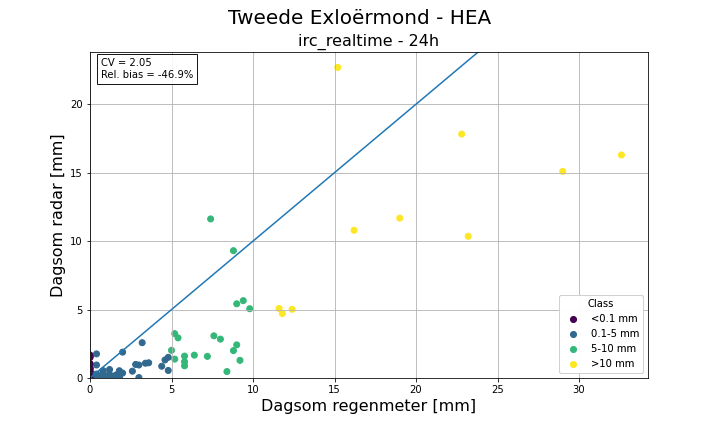 Tweede Exloërmond - HEA
irc_realtime - 24h
CV = 2.05
Rel. bias = -46.9%
Dagsom radar [mm]
20
15
10
5
0
0 5 10 15 20 25 30
Dagsom regenmeter [mm]
Class
<0.1 mm
0.1-5 mm
5-10 mm
>10 mm